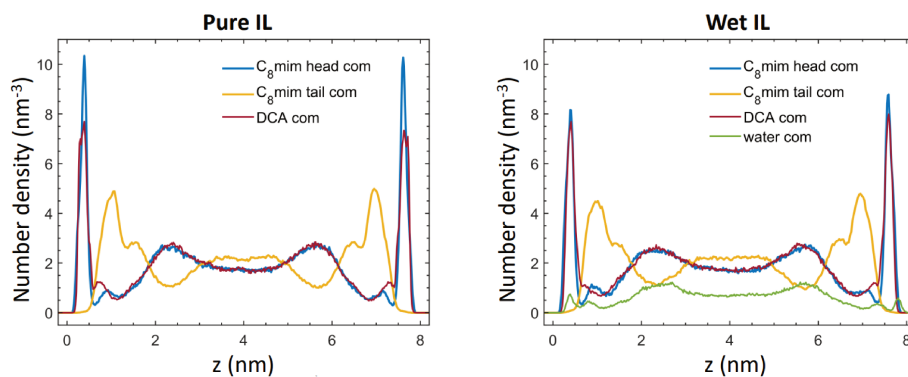 Pure IL
Number density (nm⁻³)
10
8
6
4
2
0
C₈mim head com
C₈mim tail com
DCA com
0 2 4 6 8
z (nm)
Wet IL
Number density (nm⁻³)
10
8
6
4
2
0
C₈mim head com
C₈mim tail com
DCA com
water com
0 2 4 6 8
z (nm)